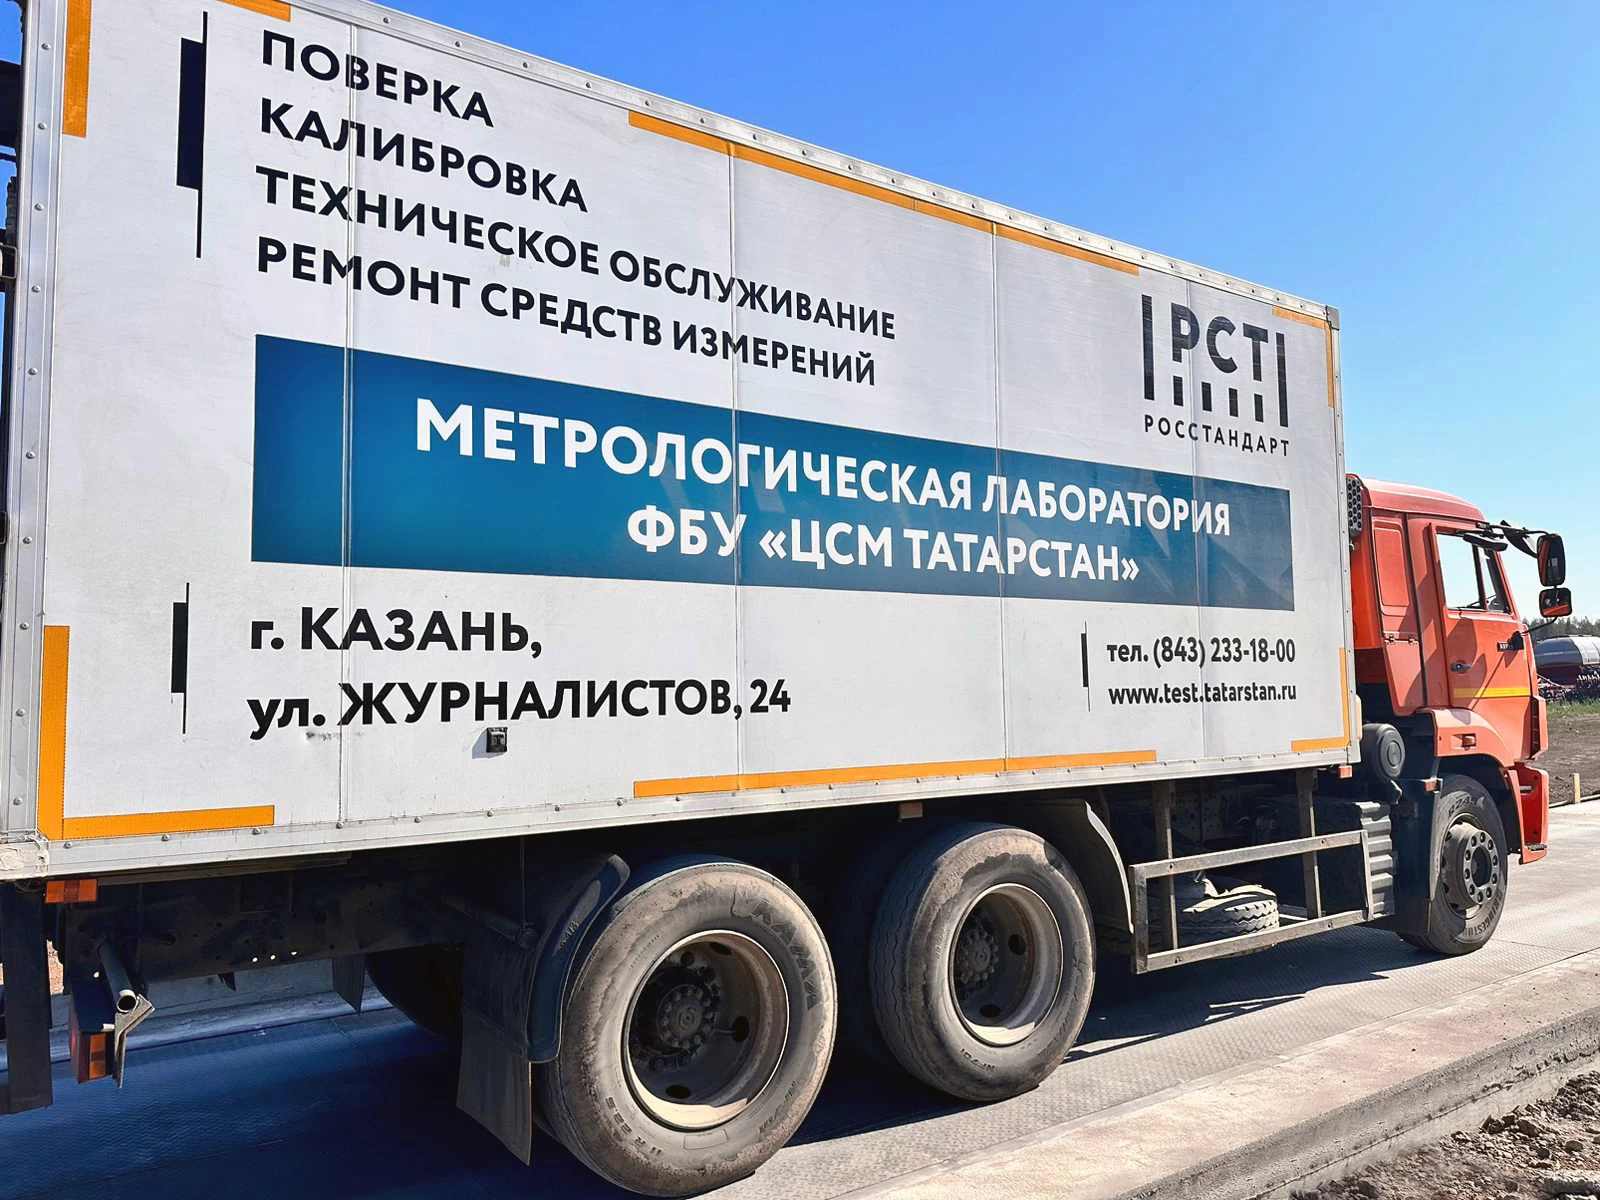 ПОВЕРКА
КАЛИБРОВКА
ТЕХНИЧЕСКОЕ ОБСЛУЖИВАНИЕ
РЕМОНТ СРЕДСТВ ИЗМЕРЕНИЙ
РСТ
РОССТАНДАРТ
МЕТРОЛОГИЧЕСКАЯ ЛАБОРАТОРИЯ
ФБУ «ЦСМ ТАТАРСТАН»
г. КАЗАНЬ,
ул. ЖУРНАЛИСТОВ, 24
тел. (843) 233-18-00
www.test.tatarstan.ru
KAMA